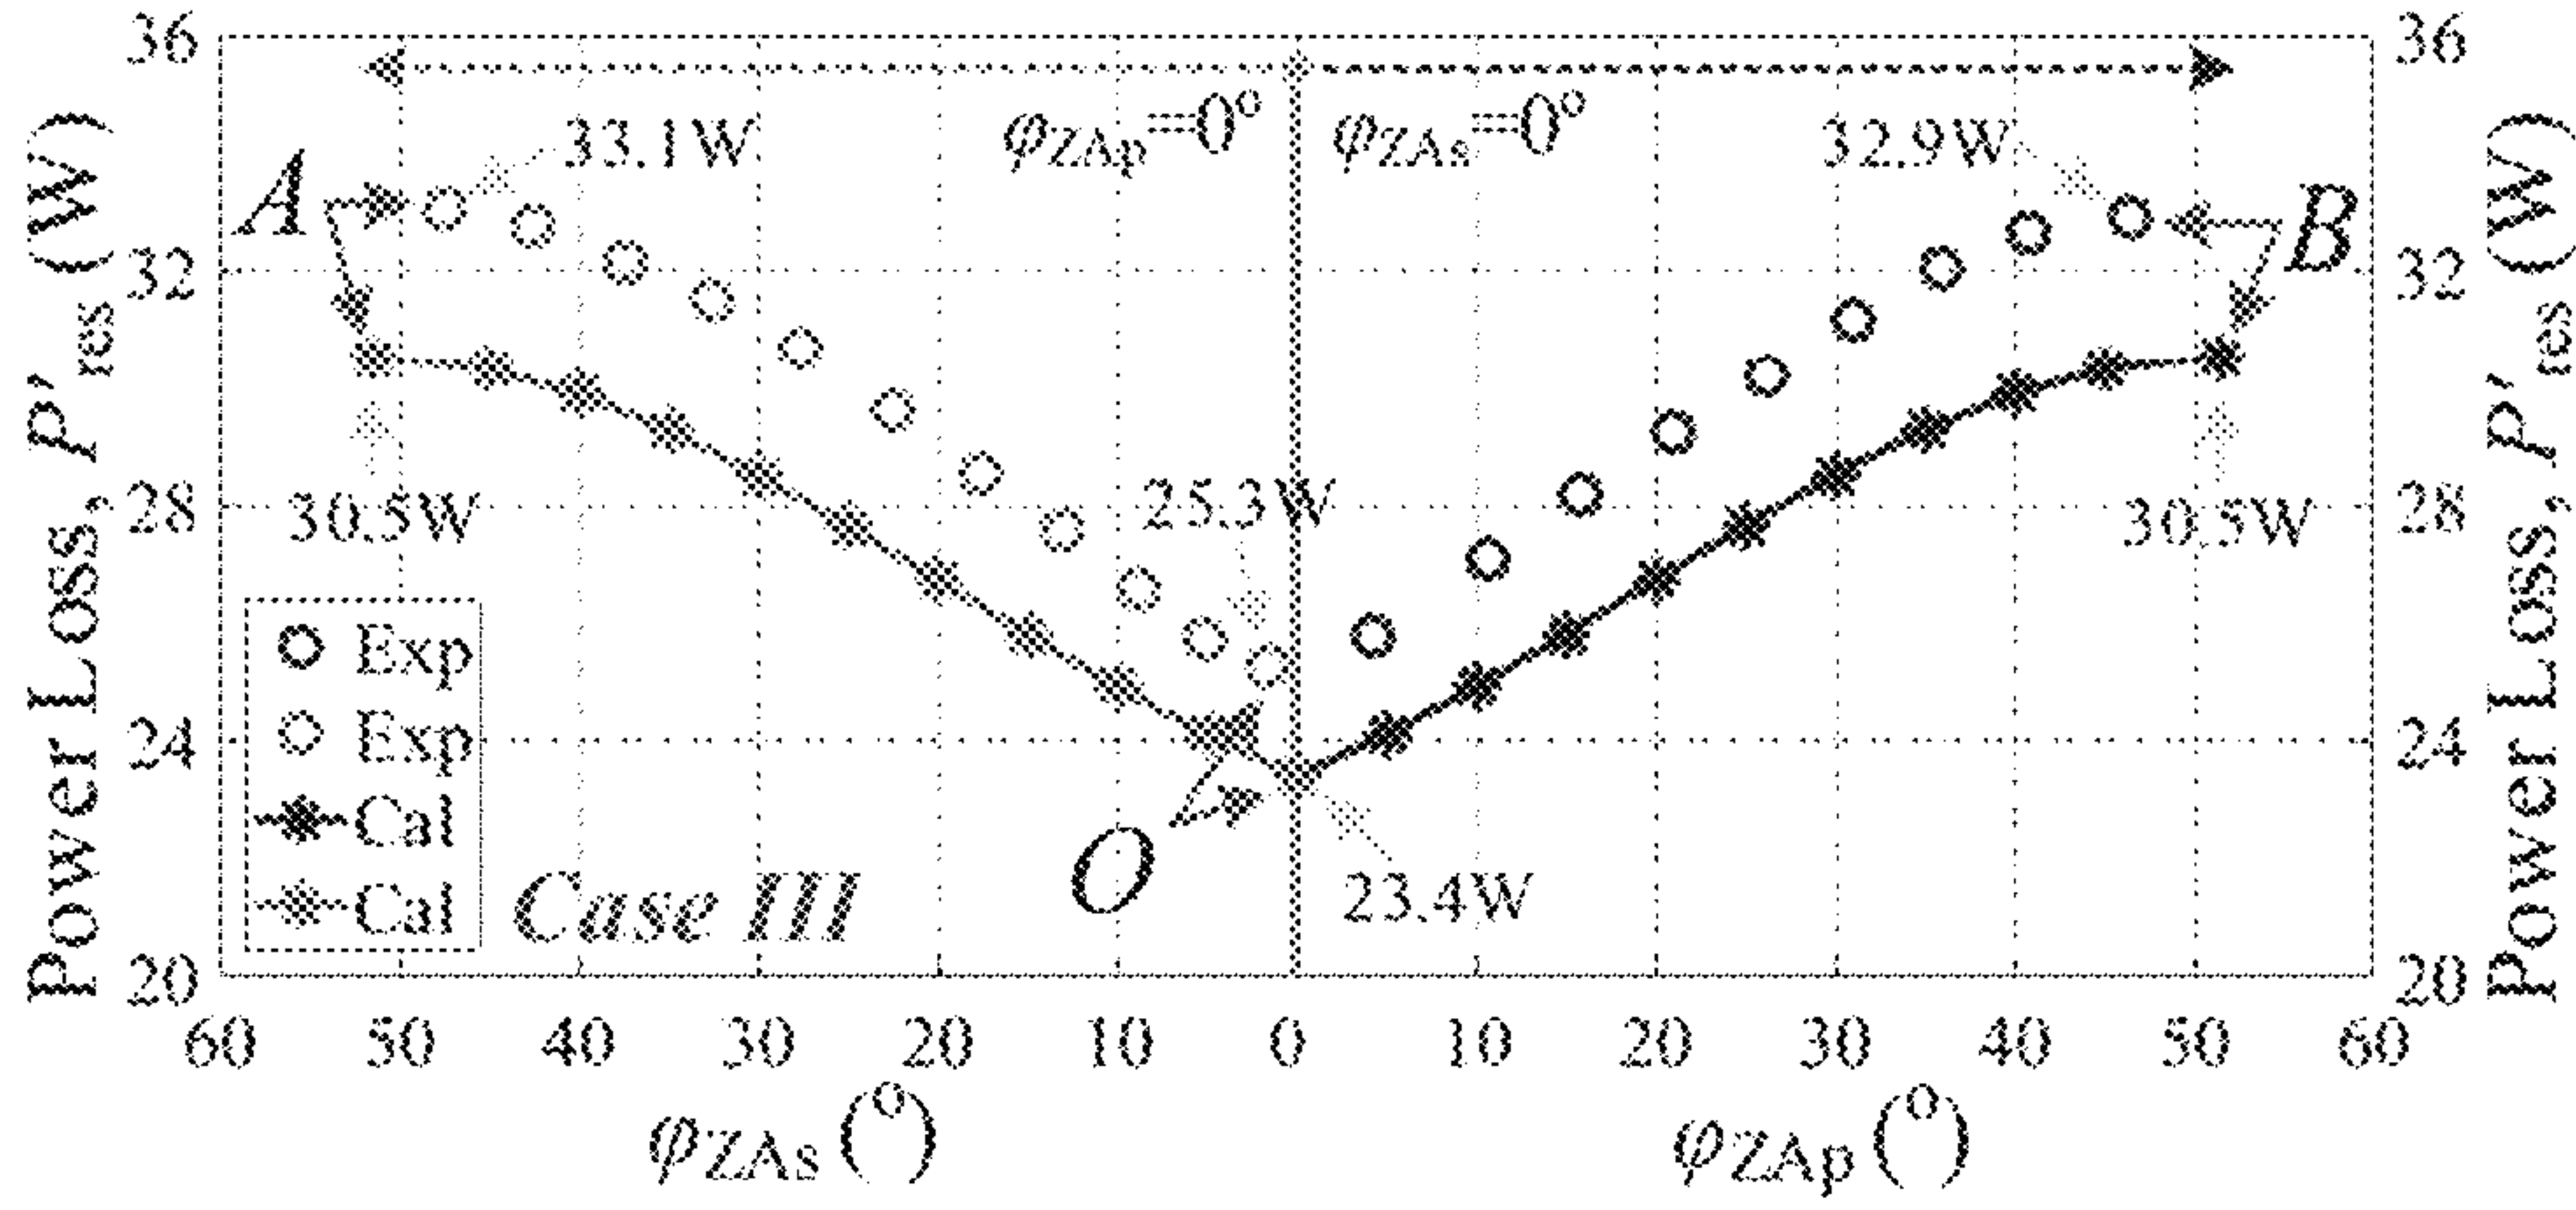 Power Loss, P′res (W)
36
32
28
24
20
36
32
28
24
20
Power Loss, P′res (W)
φZAp=0° φZAs=0°
33.1W
32.9W
A
B
30.5W
25.3W
30.5W
Exp
Exp
Cal
Cal
Case III
O
23.4W
60 50 40 30 20 10 0 10 20 30 40 50 60
φZAs (°)
φZAp (°)